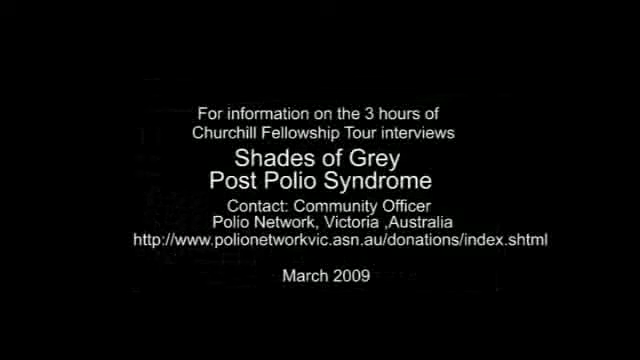 For information on the 3 hours of
Churchill Fellowship Tour interviews
Shades of Grey
Post Polio Syndrome
Contact: Community Officer
Polio Network, Victoria ,Australia
http://www.polionetworkvic.asn.au/donations/index.shtml
March 2009